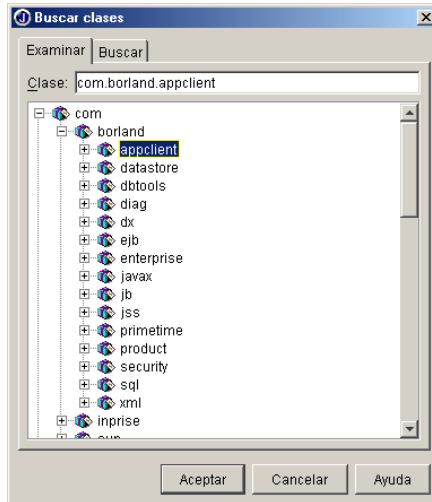 Buscar clases
Examinar Buscar
Clase: com.borland.appclient
com
borland
appclient
datastore
dbtools
diag
dx
ejb
enterprise
javax
jb
jss
primetime
product
security
sql
xml
inprise
Aceptar Cancelar Ayuda